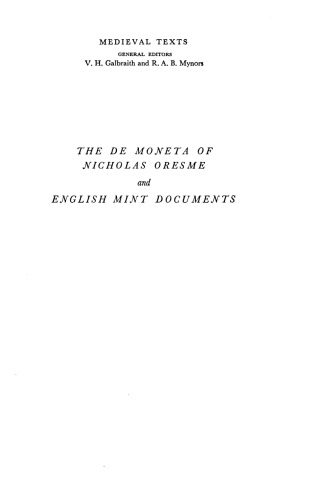 MEDIEVAL TEXTS
GENERAL EDITORS
V. H. Galbraith and R. A. B. Mynors
THE DE MONETA OF
NICHOLAS ORESME
and
ENGLISH MINT DOCUMENTS